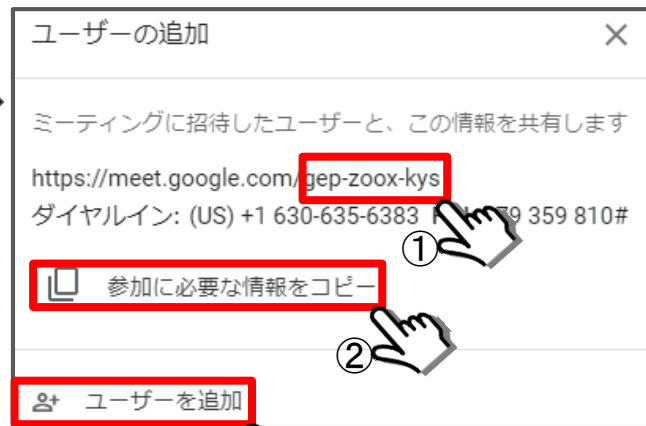 ユーザーの追加
ミーティングに招待したユーザーと、この情報を共有します
https://meet.google.com/gep-zoox-kys
ダイヤルイン: (US) +1 630-635-6383 359 810#
①
参加に必要な情報をコピー
②
ユーザーを追加